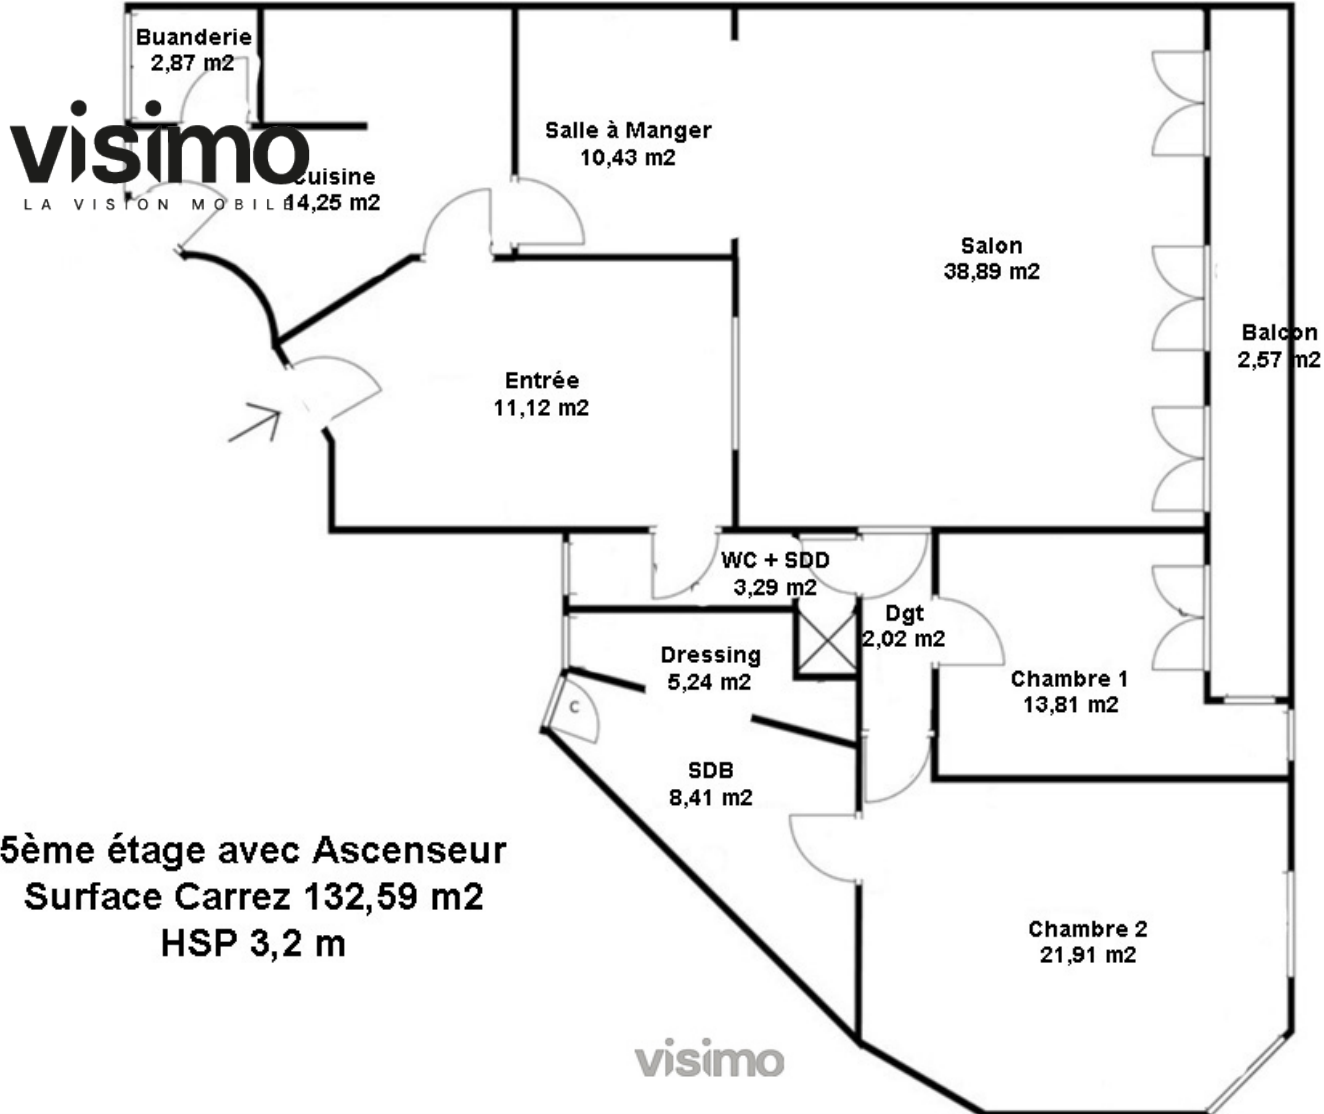 Buanderie
2,87 m2
visimo
LA VISION MOBILE
Cuisine
14,25 m2
Salle à Manger
10,43 m2
Salon
38,89 m2
Balcon
2,57 m2
Entrée
11,12 m2
WC + SDD
3,29 m2
Dgt
2,02 m2
Dressing
5,24 m2
C
Chambre 1
13,81 m2
SDB
8,41 m2
5ème étage avec Ascenseur
Surface Carrez 132,59 m2
HSP 3,2 m
Chambre 2
21,91 m2
visimo